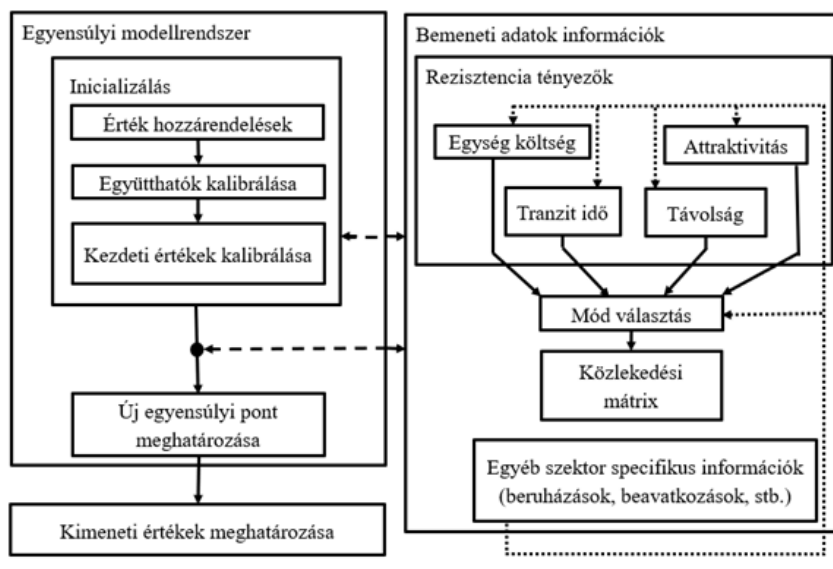 Egyensúlyi modellrendszer
Inicializálás
Érték hozzárendelések
Együtthatók kalibrálása
Kezdeti értékek kalibrálása
Új egyensúlyi pont
meghatározása
Kimeneti értékek meghatározása
Bemeneti adatok információk
Rezisztencia tényezők
Egység költség
Attraktivitás
Tranzit idő
Távolság
Mód választás
Közlekedési
mátrix
Egyéb szektor specifikus információk
(beruházások, beavatkozások, stb.)